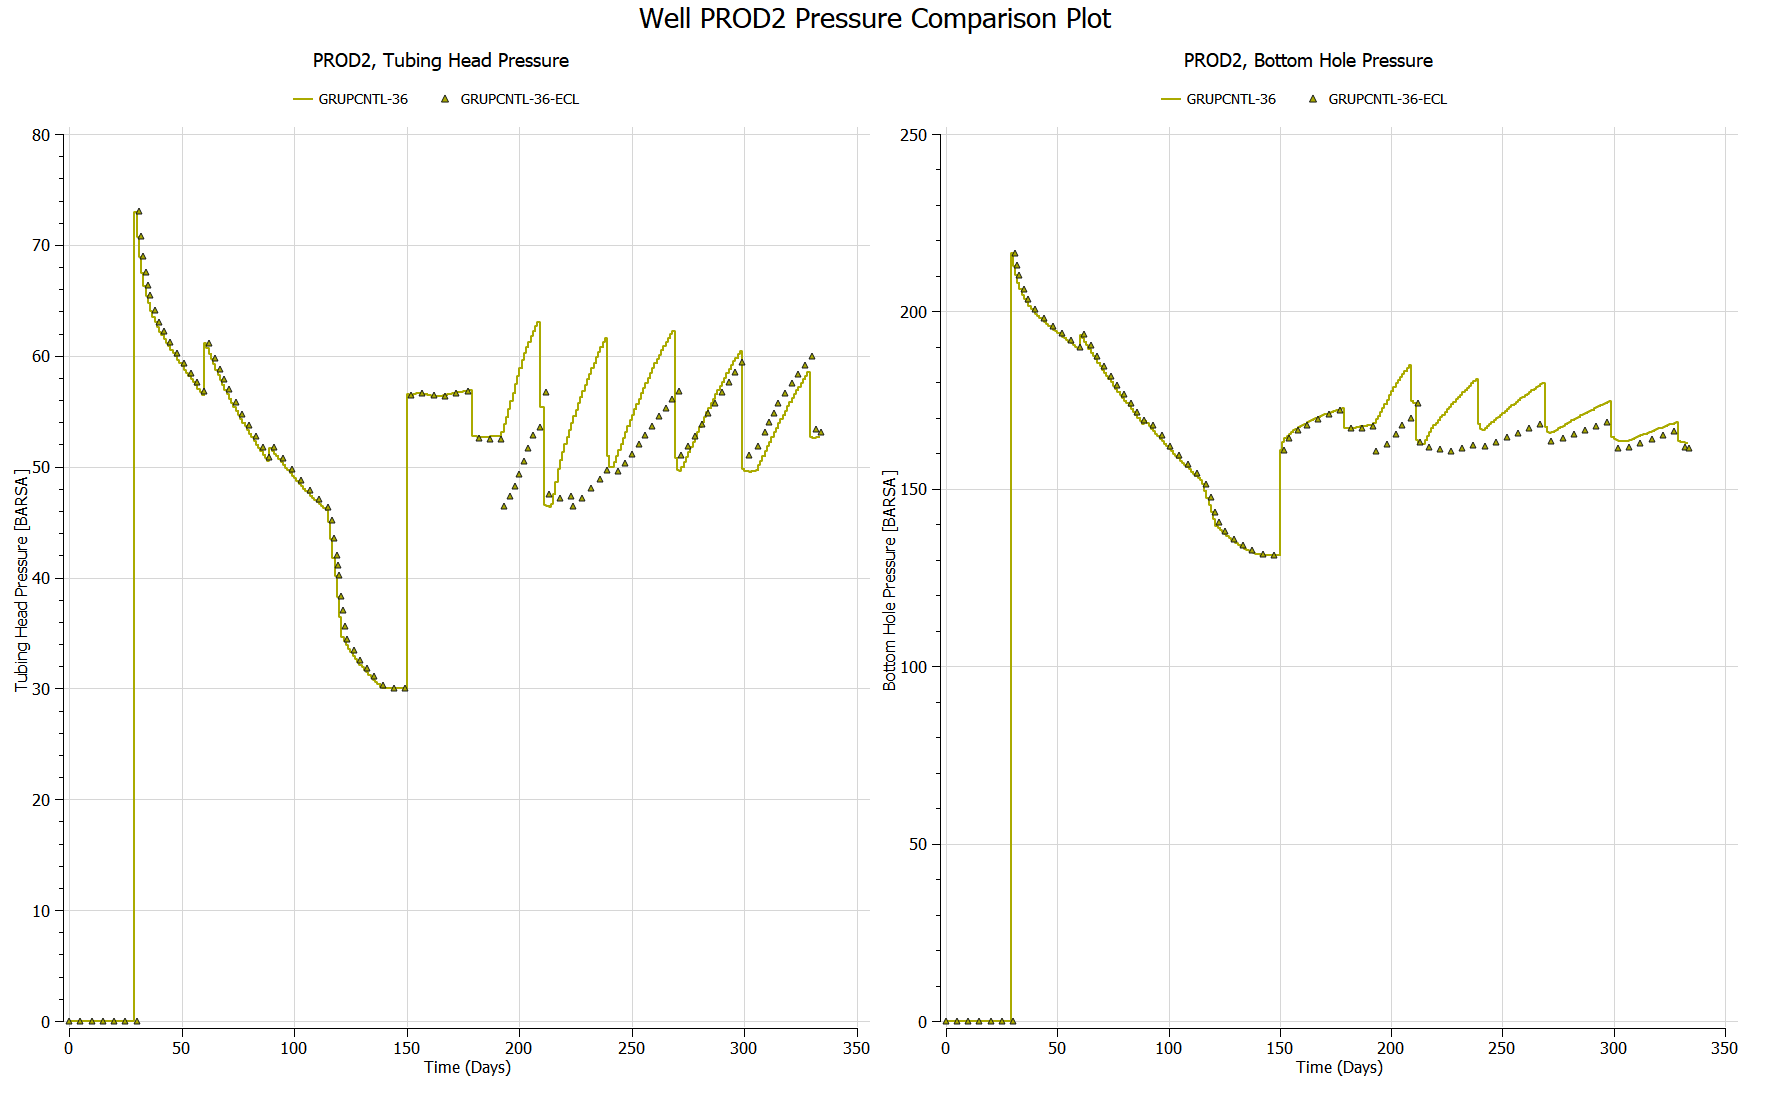 Well PROD2 Pressure Comparison Plot
PROD2, Tubing Head Pressure
GRUPCNTL-36
GRUPCNTL-36-ECL
80
70
60
50
40
30
20
10
0
Tubing Head Pressure [BARSA]
0
50
100
150
200
250
300
350
Time (Days)
PROD2, Bottom Hole Pressure
GRUPCNTL-36
GRUPCNTL-36-ECL
250
200
150
100
50
0
Bottom Hole Pressure [BARSA]
0
50
100
150
200
250
300
350
Time (Days)